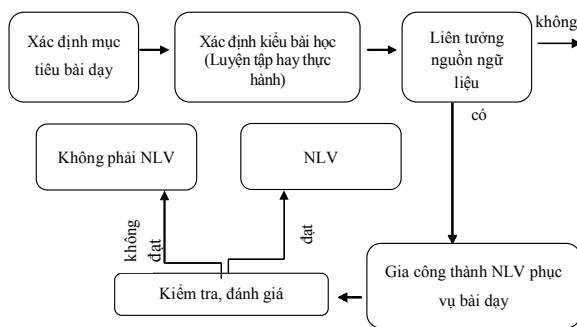 Xác định mục
tiêu bài dạy
Xác định kiểu bài học
(Luyện tập hay thực
hành)
Liên tưởng
nguồn ngữ
liệu
không
có
Không phải NLV
NLV
không
đạt
đạt
Kiểm tra, đánh giá
Gia công thành NLV phục
vụ bài dạy